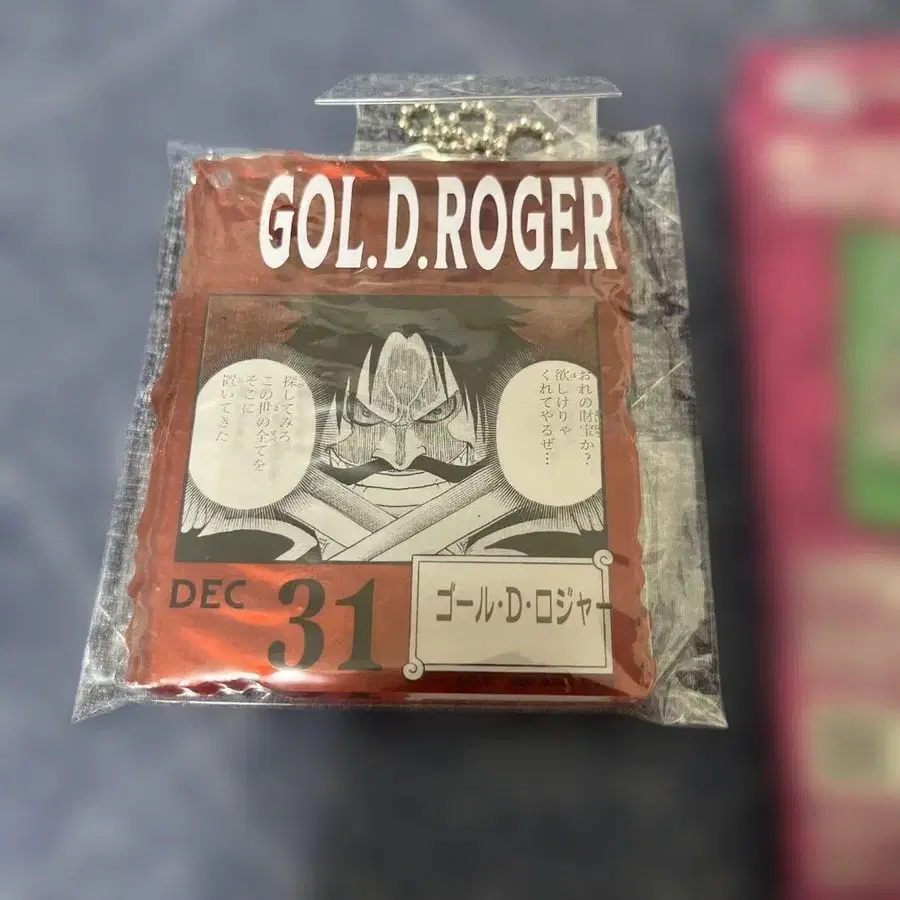 GOL.D.ROGER
おれの財宝か?
欲しけりゃ
くれてやるぜ…
探してみろ
この世の全てを
そこに
置いてきた
DEC 31
ゴール・D・ロジャー